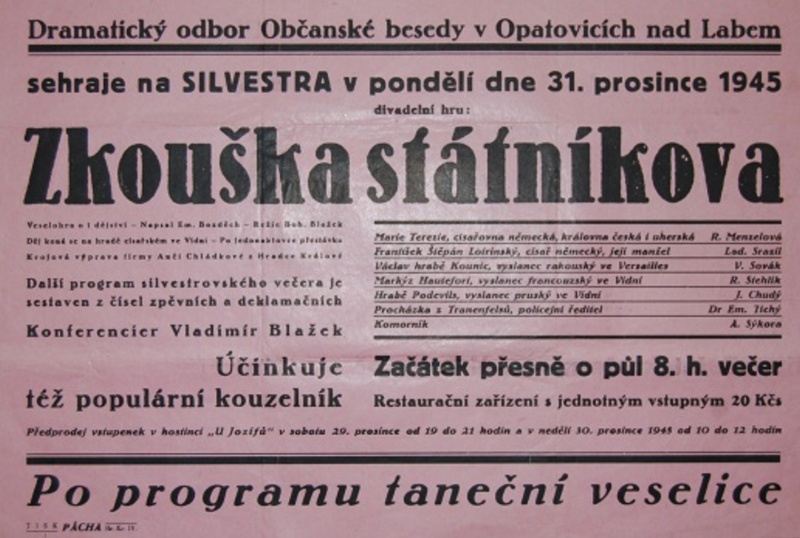 Dramatický odbor Občanské besedy v Opatovicích nad Labem
sehraje na SILVESTRA v pondělí dne 31. prosince 1945
divadelní hru:
Zkouška státníkova
Veselohra o 1 dějství – Napsal Em. Bozděch – Režie Boh. Blažek
Děj koná se na hradě císařském ve Vídni – Po jednoaktovce přestávka
Krojová výprava firmy Anči Chládkové z Hradce Králové
Další program silvestrovského večera je
sestaven z čísel zpěvních a deklamačních
Konferencier Vladimír Blažek
Účinkuje
též populární kouzelník
Marie Terezie, císařovna německá, královna česká i uherská R. Menzelová
František Štěpán Lotrinský, císař německý, její manžel Lad. Srazil
Václav hrabě Kounic, vyslanec rakouský ve Versailles V. Sovák
Markýz Hautefort, vyslanec francouzský ve Vídni R. Stehlík
Hrabě Podevils, vyslanec pruský ve Vídni J. Chudý
Procházka z Tranenfelsů, policejní ředitel Dr Em. Tichý
Komorník A. Sýkora
Začátek přesně o půl 8. h. večer
Restaurační zařízení s jednotným vstupným 20 Kčs
Předprodej vstupenek v hostinci „U Jozífů" v sobotu 29. prosince od 19 do 21 hodin a v neděli 30. prosince 1945 od 10 do 12 hodin
Po programu taneční veselice
TISK PÁCHA